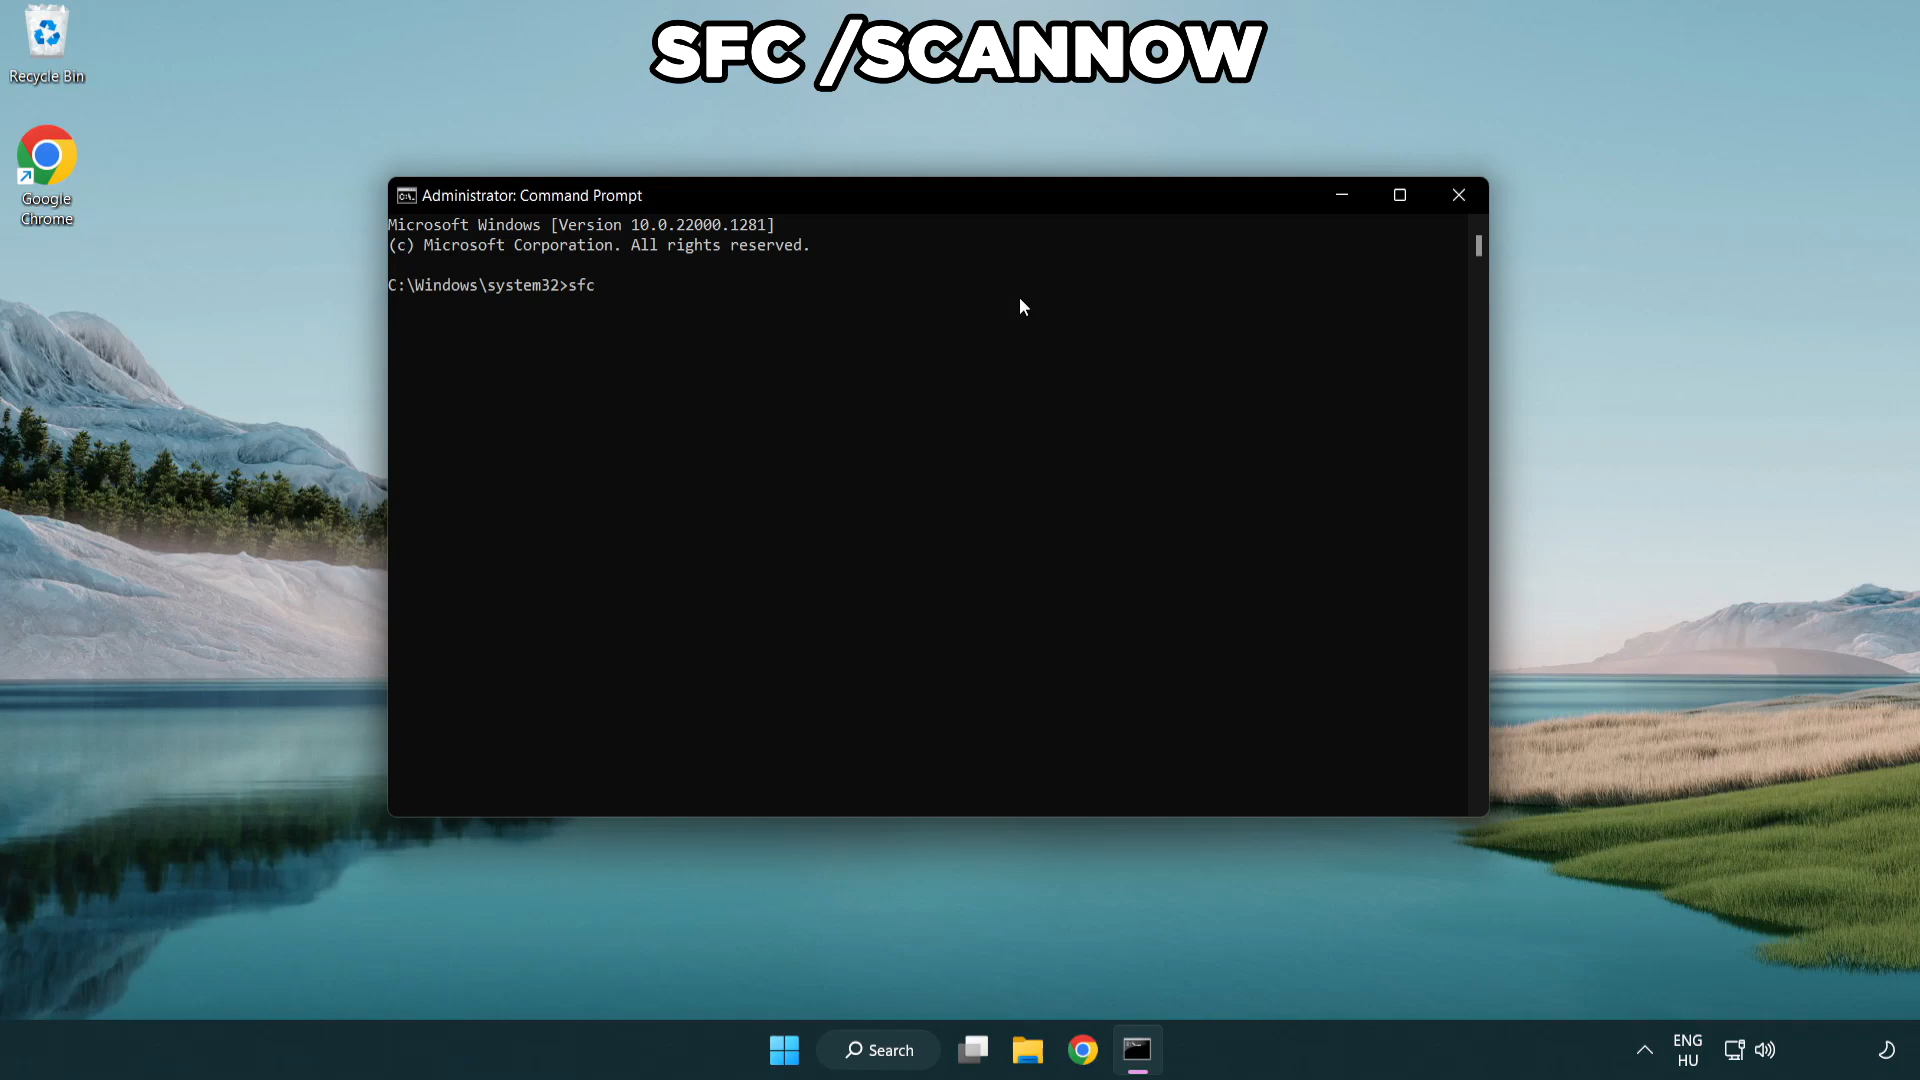 SFC /SCANNOW
Recycle Bin
Google
Chrome
Administrator: Command Prompt
Microsoft Windows [Version 10.0.22000.1281]
(c) Microsoft Corporation. All rights reserved.
C:\Windows\system32>sfc
Search
ENG
HU